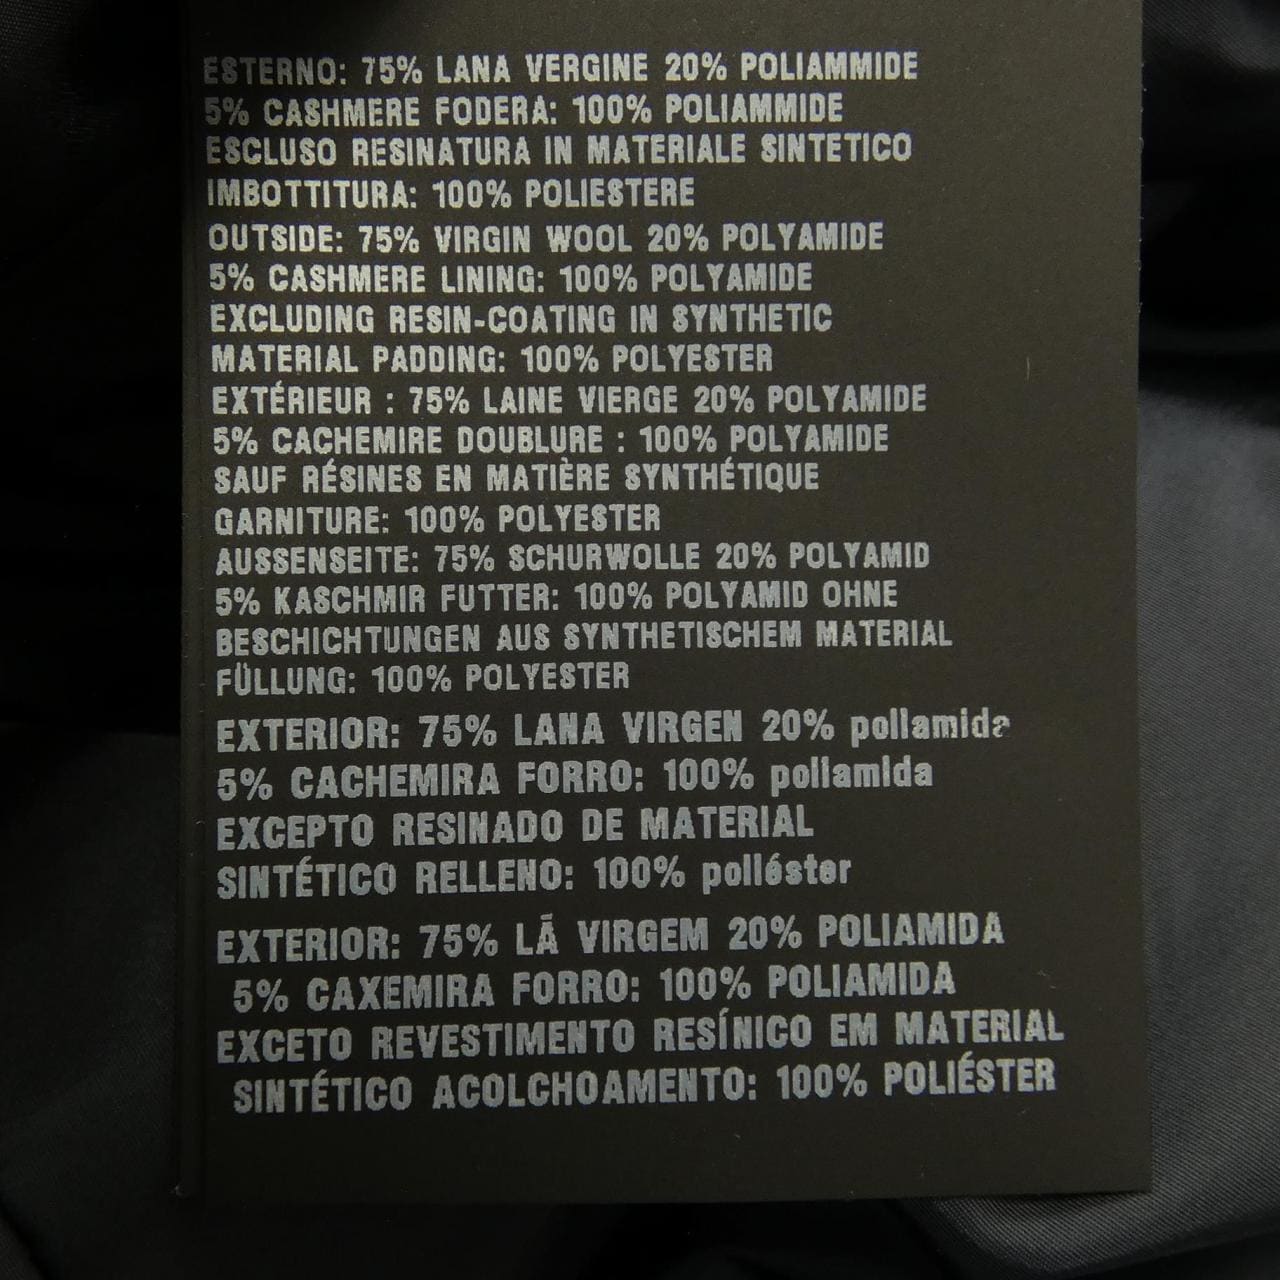 ESTERNO: 75% LANA VERGINE 20% POLIAMMIDE
5% CASHMERE FODERA: 100% POLIAMMIDE
ESCLUSO RESINATURA IN MATERIALE SINTETICO
IMBOTTITURA: 100% POLIESTERE
OUTSIDE: 75% VIRGIN WOOL 20% POLYAMIDE
5% CASHMERE LINING: 100% POLYAMIDE
EXCLUDING RESIN-COATING IN SYNTHETIC
MATERIAL PADDING: 100% POLYESTER
EXTÉRIEUR : 75% LAINE VIERGE 20% POLYAMIDE
5% CACHEMIRE DOUBLURE : 100% POLYAMIDE
SAUF RÉSINES EN MATIÈRE SYNTHÉTIQUE
GARNITURE: 100% POLYESTER
AUSSENSEITE: 75% SCHURWOLLE 20% POLYAMID
5% KASCHMIR FUTTER: 100% POLYAMID OHNE
BESCHICHTUNGEN AUS SYNTHETISCHEM MATERIAL
FÜLLUNG: 100% POLYESTER
EXTERIOR: 75% LANA VIRGEN 20% poliamida
5% CACHEMIRA FORRO: 100% poliamida
EXCEPTO RESINADO DE MATERIAL
SINTÉTICO RELLENO: 100% poliéster
EXTERIOR: 75% LÃ VIRGEM 20% POLIAMIDA
5% CAXEMIRA FORRO: 100% POLIAMIDA
EXCETO REVESTIMENTO RESÍNICO EM MATERIAL
SINTÉTICO ACOLCHOAMENTO: 100% POLIÉSTER